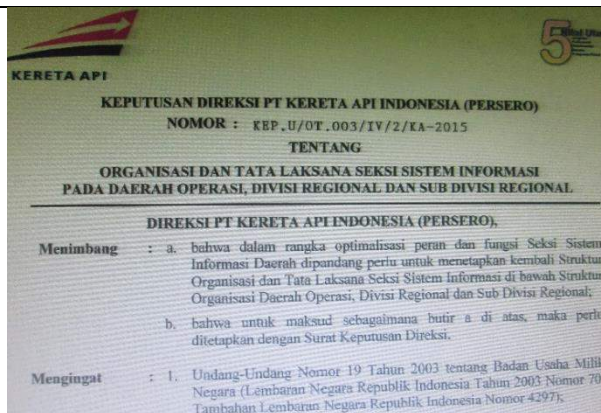 KERETA API
5
KEPUTUSAN DIREKSI PT KERETA API INDONESIA (PERSERO)
NOMOR : KEP.U/OT.003/IV/2/KA-2015
TENTANG
ORGANISASI DAN TATA LAKSANA SEKSI SISTEM INFORMASI
PADA DAERAH OPERASI, DIVISI REGIONAL DAN SUB DIVISI REGIONAL
DIREKSI PT KERETA API INDONESIA (PERSERO),
Menimbang : a. bahwa dalam rangka optimalisasi peran dan fungsi Seksi Sistem
Informasi Daerah dipandang perlu untuk menetapkan kembali Struktur
Organisasi dan Tata Laksana Seksi Sistem Informasi di bawah Struktur
Organisasi Daerah Operasi, Divisi Regional dan Sub Divisi Regional;
b. bahwa untuk maksud sebagaimana butir a di atas, maka perlu
ditetapkan dengan Surat Keputusan Direksi.
Mengingat : 1. Undang-Undang Nomor 19 Tahun 2003 tentang Badan Usaha Milik
Negara (Lembaran Negara Republik Indonesia Tahun 2003 Nomor 70
Tambahan Lembaran Negara Republik Indonesia Nomor 4297);